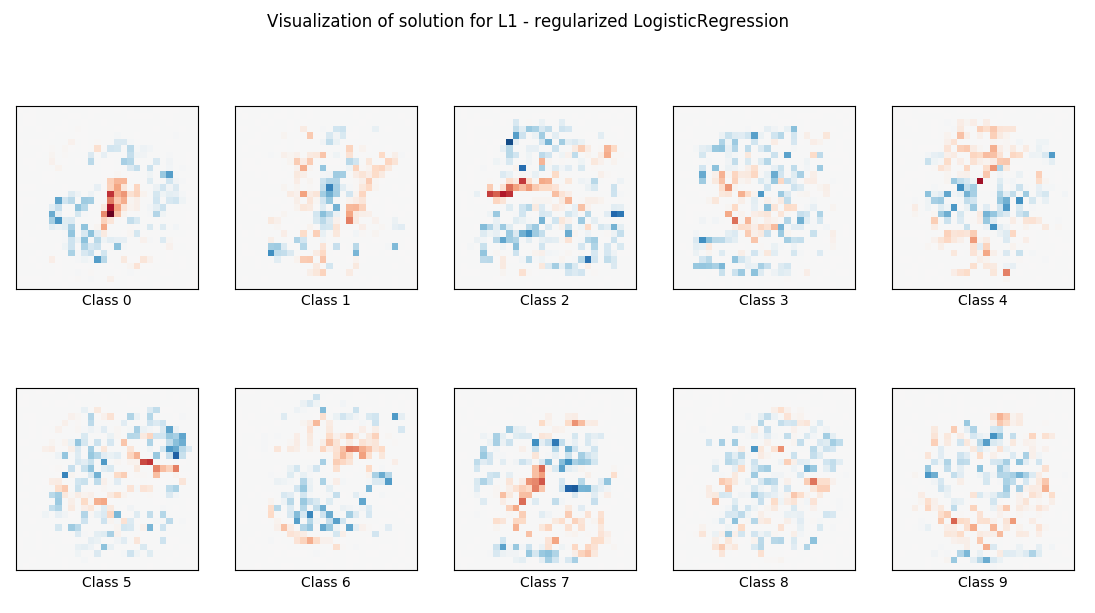 Visualization of solution for L1 - regularized LogisticRegression
Class 0
Class 1
Class 2
Class 3
Class 4
Class 5
Class 6
Class 7
Class 8
Class 9